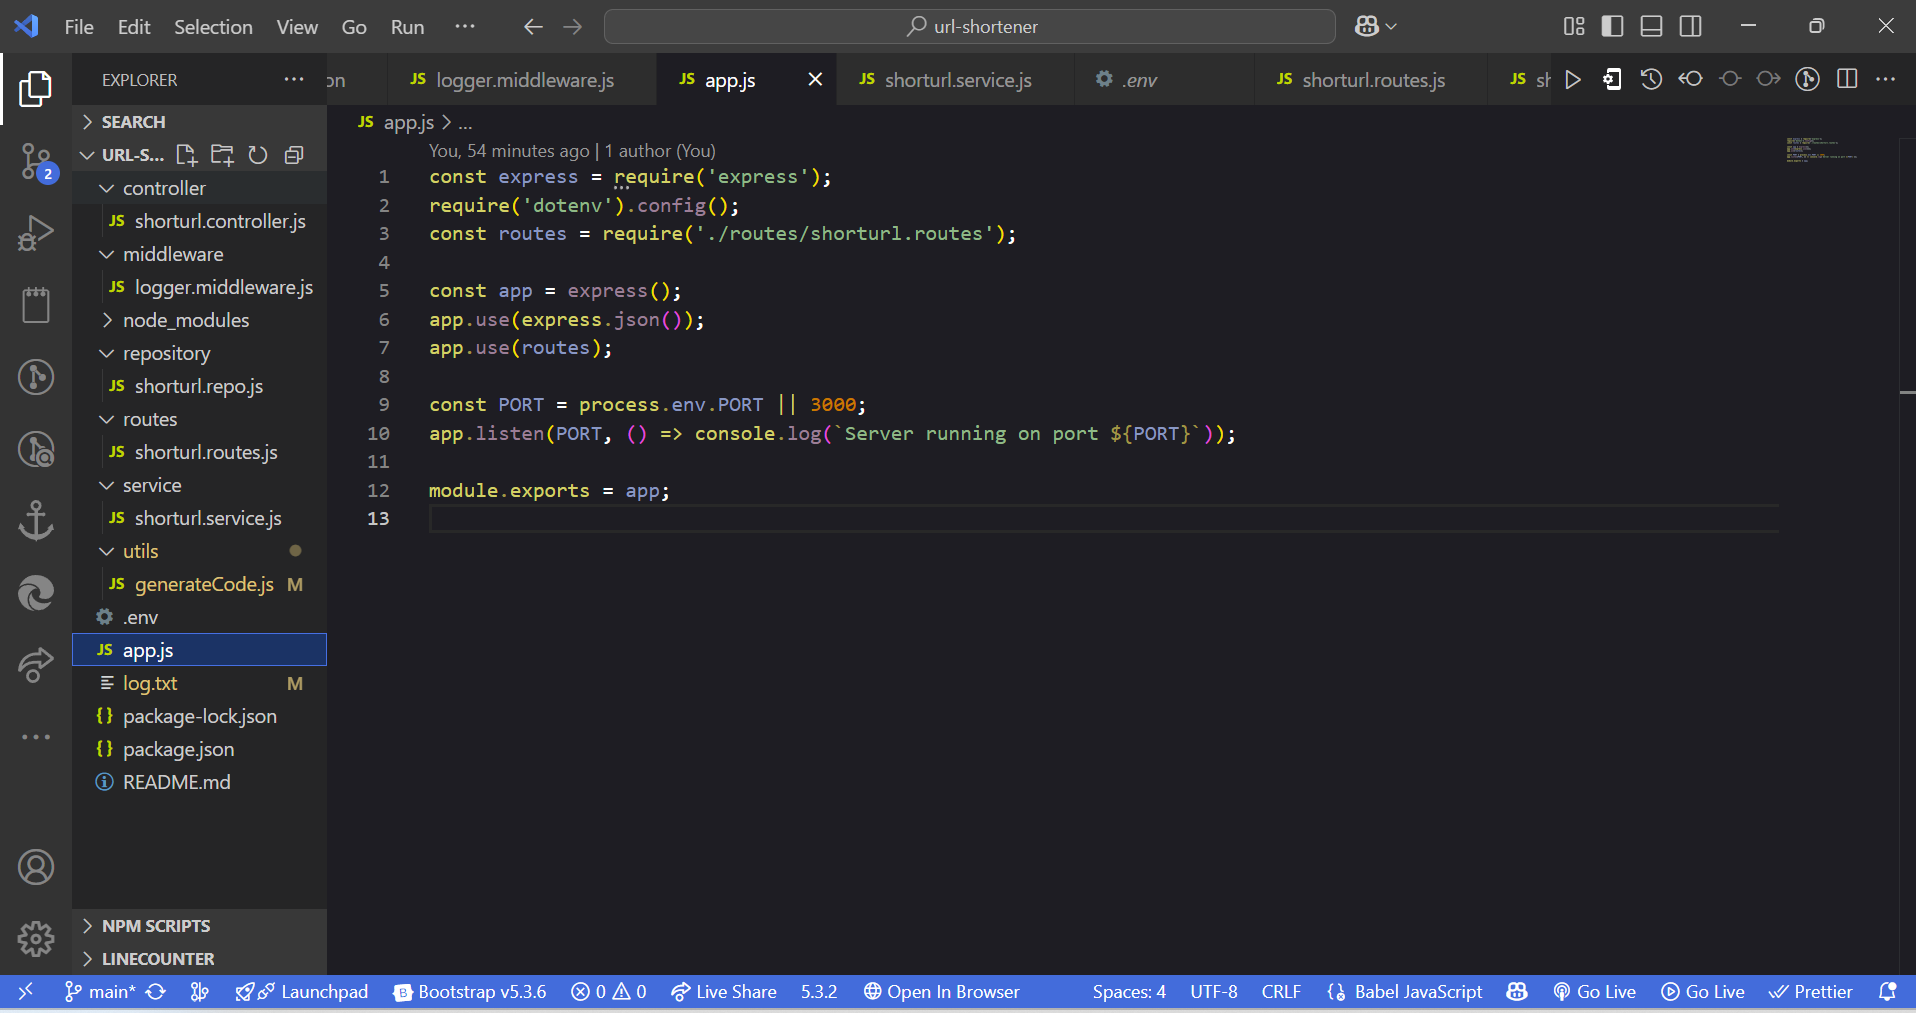 File Edit Selection View Go Run ...
url-shortener
EXPLORER ...
on
JS logger.middleware.js
JS app.js
JS shorturl.service.js
.env
JS shorturl.routes.js
JS sh
SEARCH
URL-S...
controller
JS shorturl.controller.js
middleware
JS logger.middleware.js
node_modules
repository
JS shorturl.repo.js
routes
JS shorturl.routes.js
service
JS shorturl.service.js
utils
JS generateCode.js M
.env
JS app.js
log.txt M
{} package-lock.json
{} package.json
README.md
NPM SCRIPTS
LINECOUNTER
2
JS app.js > ...
You, 54 minutes ago | 1 author (You)
1 const express = require('express');
2 require('dotenv').config();
3 const routes = require('./routes/shorturl.routes');
4
5 const app = express();
6 app.use(express.json());
7 app.use(routes);
8
9 const PORT = process.env.PORT || 3000;
10 app.listen(PORT, () => console.log(`Server running on port ${PORT}`));
11
12 module.exports = app;
13
main* Launchpad B Bootstrap v5.3.6 0 0 Live Share 5.3.2 Open In Browser Spaces: 4 UTF-8 CRLF Babel JavaScript Go Live Go Live Prettier